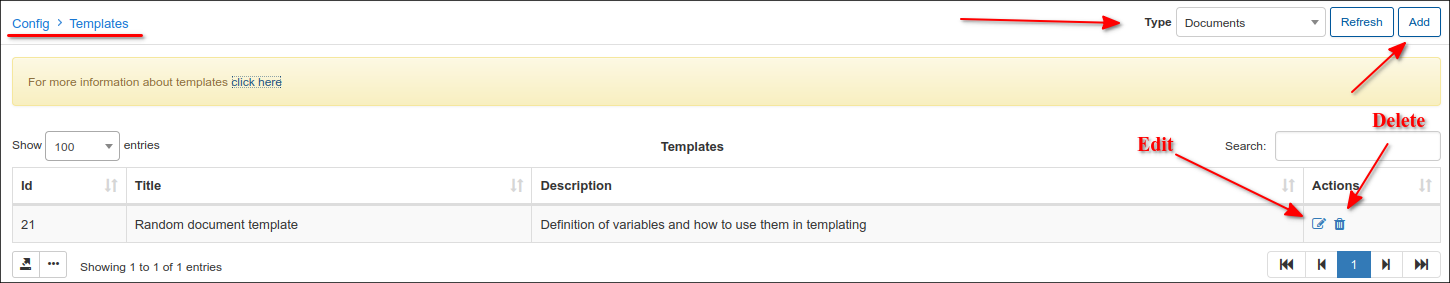 Config > Templates
Type Documents Refresh Add
For more information about templates click here
Delete
Edit
Show 100 entries Templates Search:
Id Title Description Actions
21 Random document template Definition of variables and how to use them in templating
Showing 1 to 1 of 1 entries 1